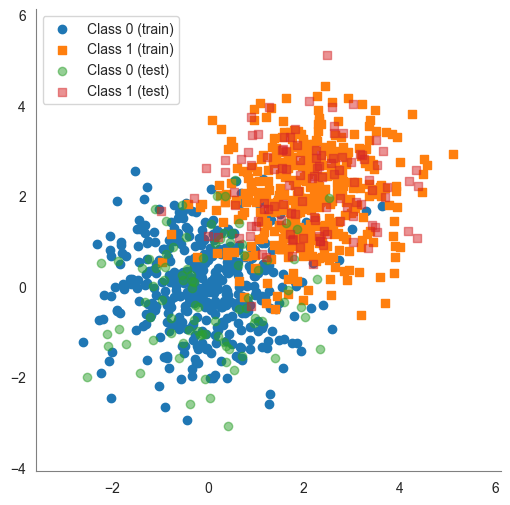 6
Class 0 (train)
Class 1 (train)
Class 0 (test)
Class 1 (test)
4
2
0
−2
−4
−2 0 2 4 6